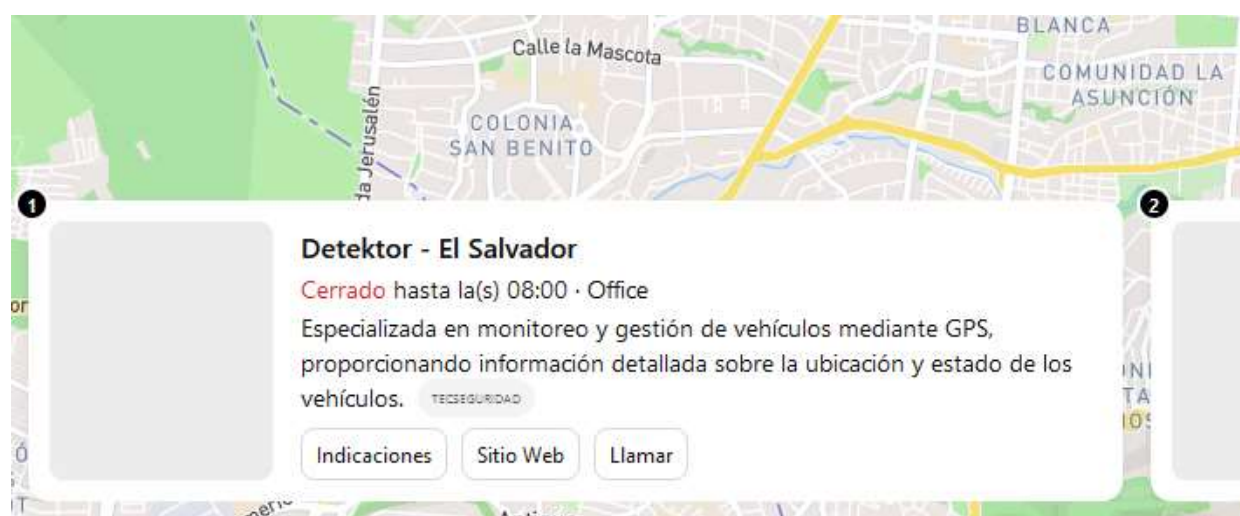 BLANCA
Calle la Mascota
COMUNIDAD LA
ASUNCIÓN
da Jerusalén
COLONIA
SAN BENITO
1
2
Detektor - El Salvador
Cerrado hasta la(s) 08:00 · Office
Especializada en monitoreo y gestión de vehículos mediante GPS,
proporcionando información detallada sobre la ubicación y estado de los
vehículos. TECSEGURIDAD
Indicaciones Sitio Web Llamar